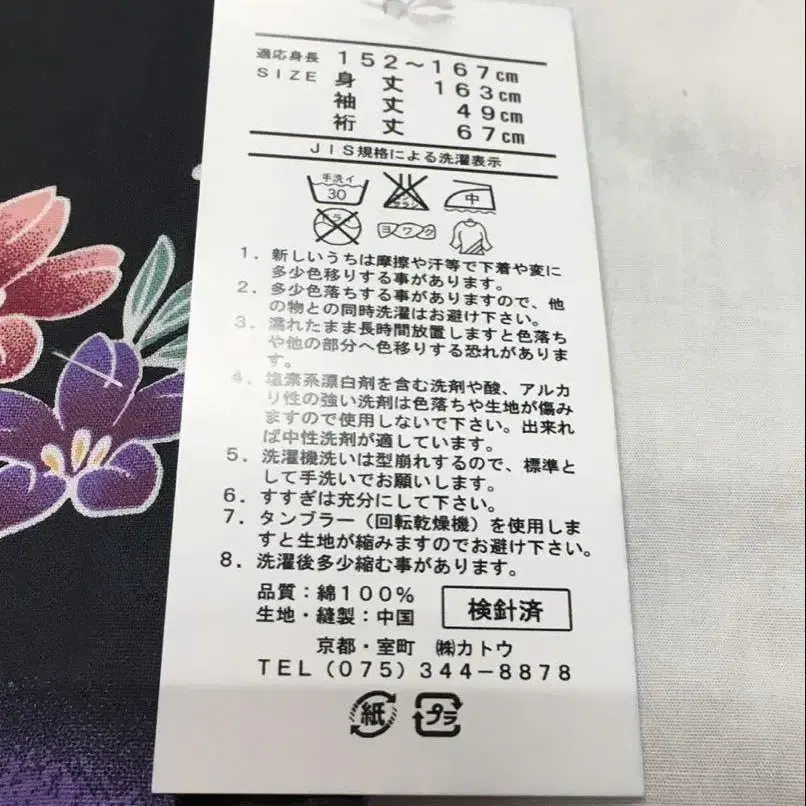 適応身長 152～167cm
SIZE 身丈 163cm
袖丈 49cm
裄丈 67cm
JIS規格による洗濯表示
手洗イ
30
中
ドライ
ヨワク
1. 新しいうちは摩擦や汗等で下着や変に
多少色移りする事があります。
2. 多少色落ちする事がありますので、他
の物との同時洗濯はお避け下さい。
3. 濡れたまま長時間放置しますと色落ち
や他の部分へ色移りする恐れがありま
す。
4. 塩素系漂白剤を含む洗剤や酸、アルカ
り性の強い洗剤は色落ちや生地が傷み
ますので使用しないで下さい。出来れ
ば中性洗剤が適しています。
5. 洗濯機洗いは型崩れするので、標準と
して手洗いでお願いします。
6. すすぎは充分にして下さい。
7. タンブラー（回転乾燥機）を使用しま
すと生地が縮みますのでお避け下さい。
8. 洗濯後多少縮む事があります。
品質：綿100%
生地・縫製：中国
検針済
京都・室町 ㈱カトウ
TEL（075）344-8878
紙 プラ